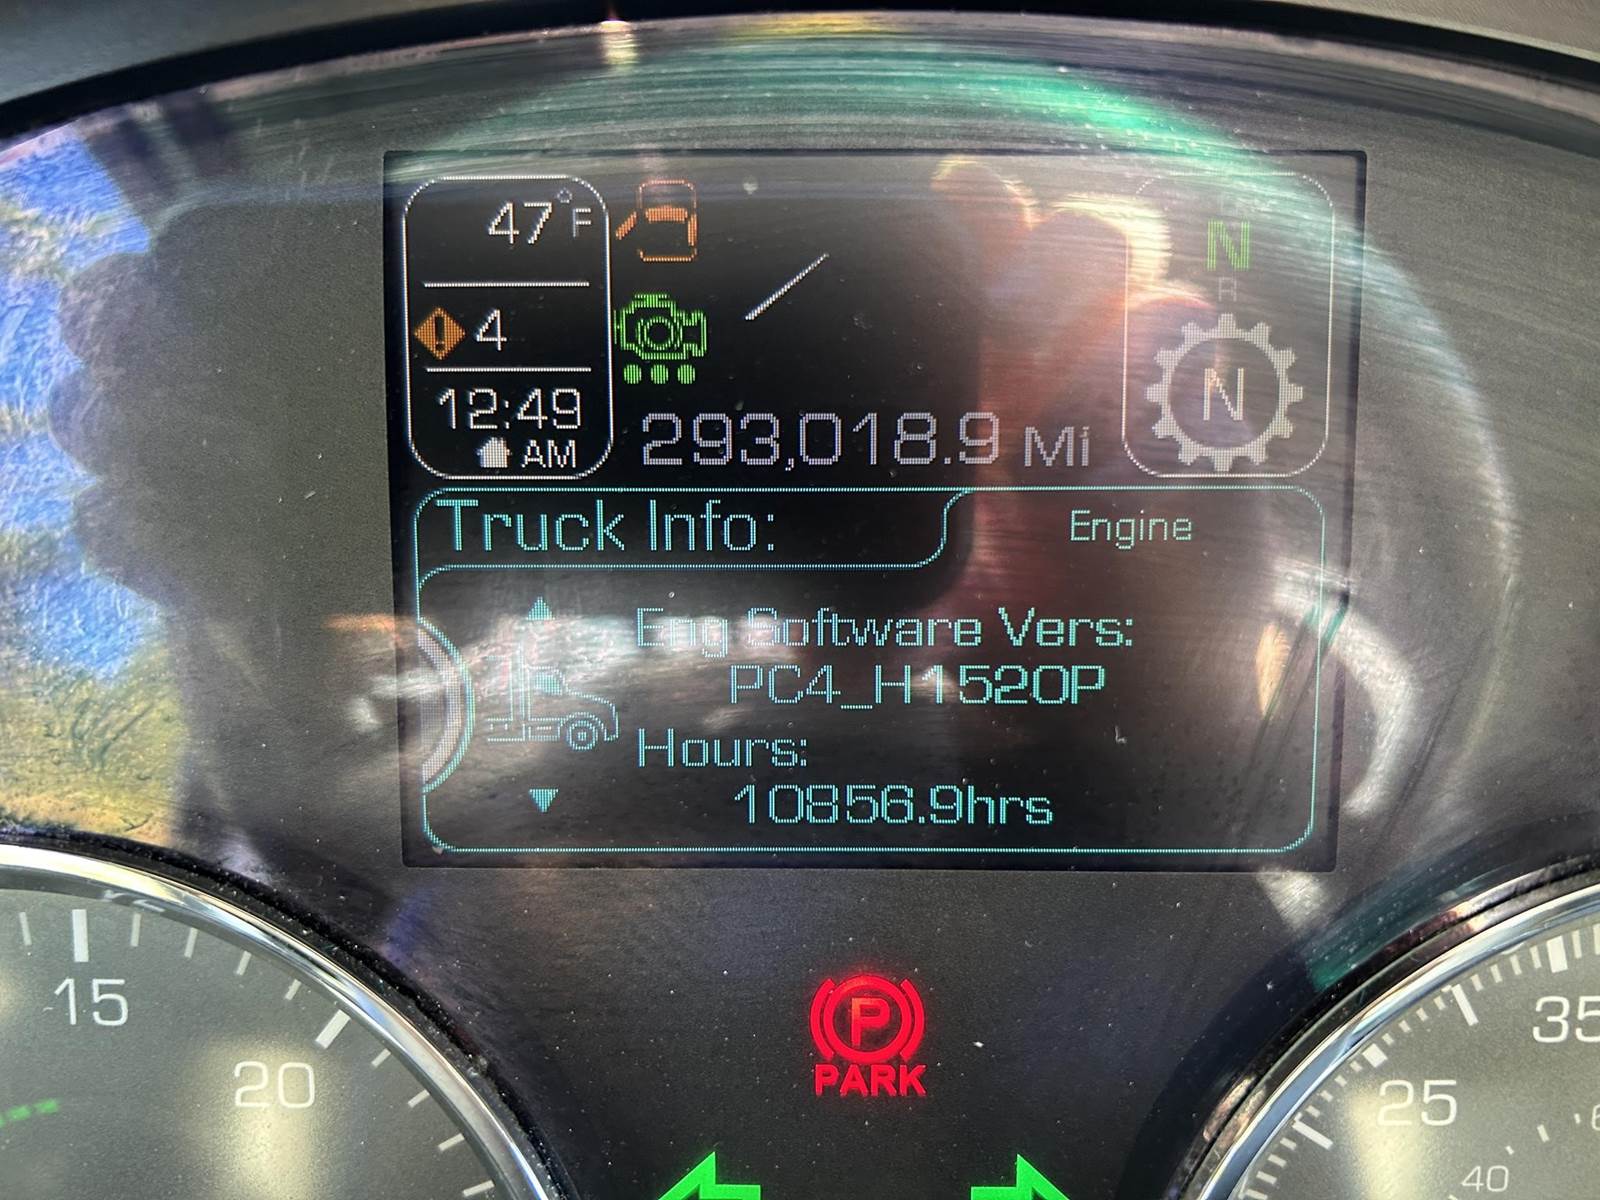 47°F
4
12:49
AM
293,018.9 Mi
N
R
N
Truck Info:
Engine
Eng Software Vers:
PC4_H1520P
Hours:
10856.9hrs
15
20
P
PARK
35
25
40